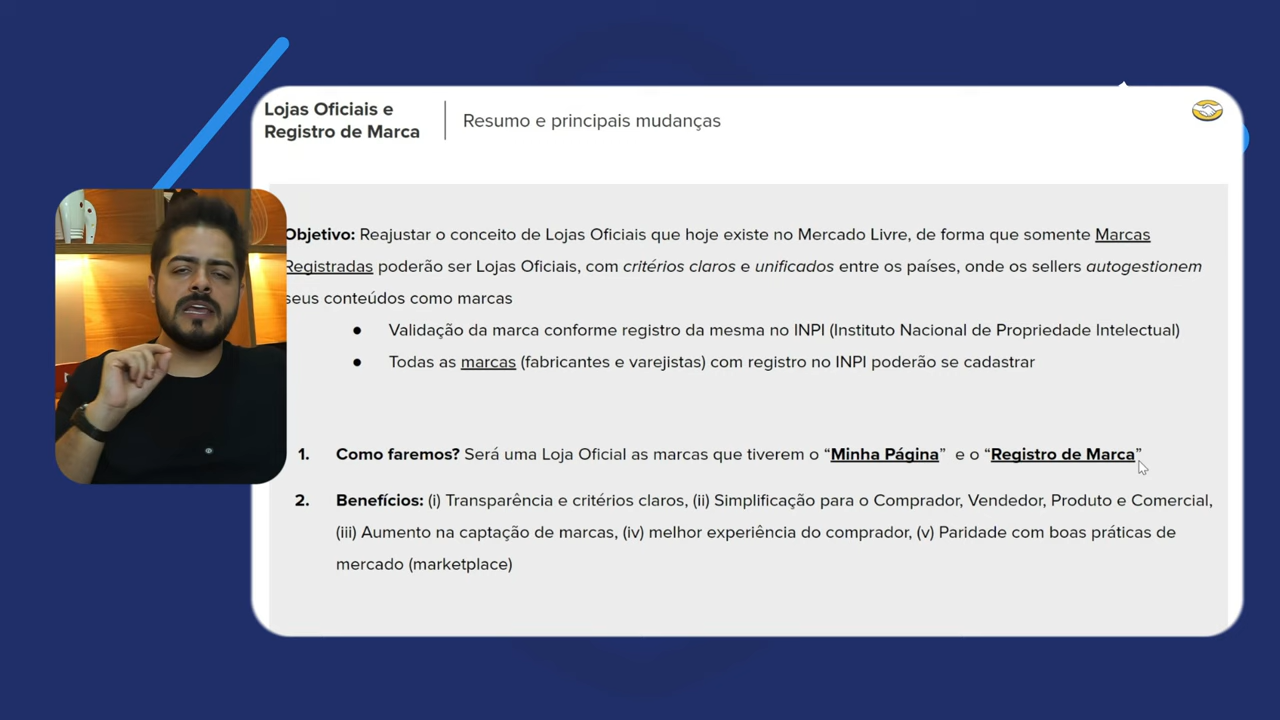 Lojas Oficiais e
Registro de Marca
Resumo e principais mudanças
Objetivo: Reajustar o conceito de Lojas Oficiais que hoje existe no Mercado Livre, de forma que somente Marcas
Registradas poderão ser Lojas Oficiais, com critérios claros e unificados entre os países, onde os sellers autogestionem
seus conteúdos como marcas
● Validação da marca conforme registro da mesma no INPI (Instituto Nacional de Propriedade Intelectual)
● Todas as marcas (fabricantes e varejistas) com registro no INPI poderão se cadastrar
1. Como faremos? Será uma Loja Oficial as marcas que tiverem o “Minha Página” e o “Registro de Marca”
2. Benefícios: (i) Transparência e critérios claros, (ii) Simplificação para o Comprador, Vendedor, Produto e Comercial,
(iii) Aumento na captação de marcas, (iv) melhor experiência do comprador, (v) Paridade com boas práticas de
mercado (marketplace)